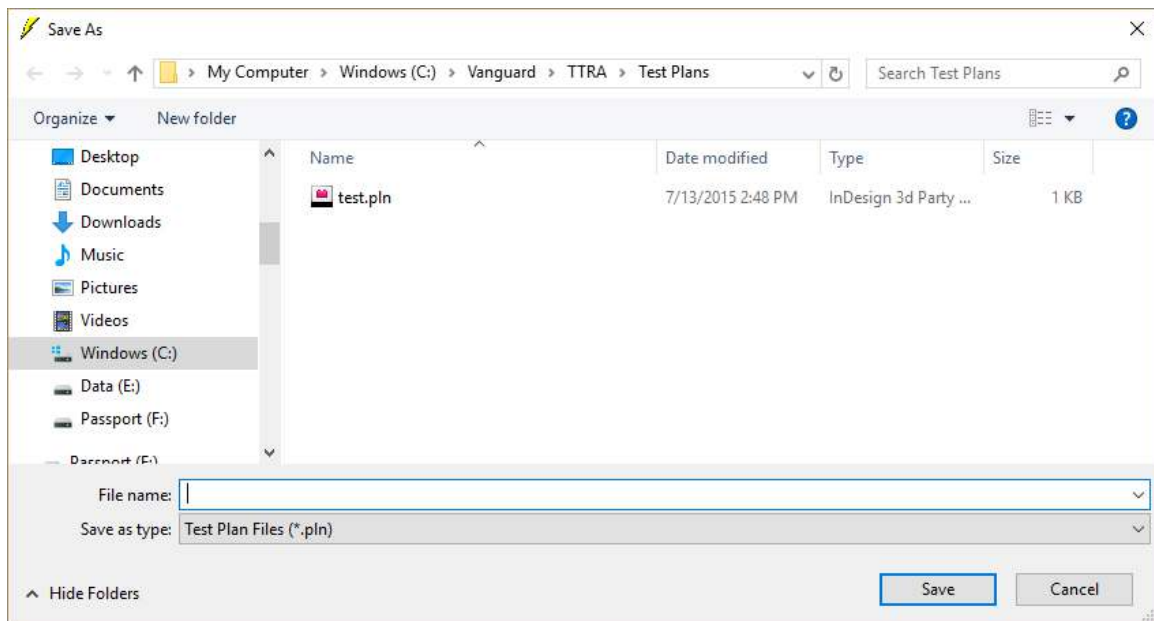 Save As
My Computer > Windows (C:) > Vanguard > TTRA > Test Plans
Search Test Plans
Organize
New folder
Name
Date modified
Type
Size
test.pln
7/13/2015 2:48 PM
InDesign 3d Party ...
1 KB
Desktop
Documents
Downloads
Music
Pictures
Videos
Windows (C:)
Data (E:)
Passport (F:)
Passport (F:)
File name:
Save as type: Test Plan Files (*.pln)
Hide Folders
Save
Cancel